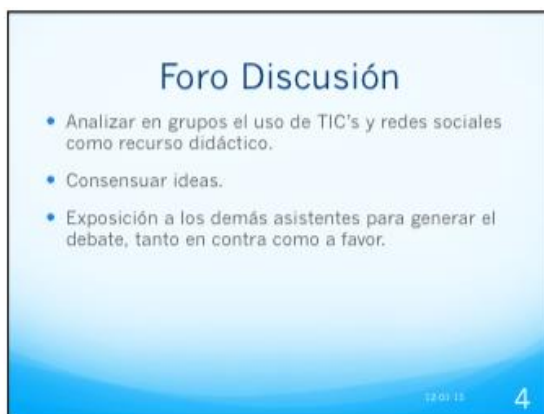 Foro Discusión
• Analizar en grupos el uso de TIC's y redes sociales
como recurso didáctico.
• Consensuar ideas.
• Exposición a los demás asistentes para generar el
debate, tanto en contra como a favor.
4